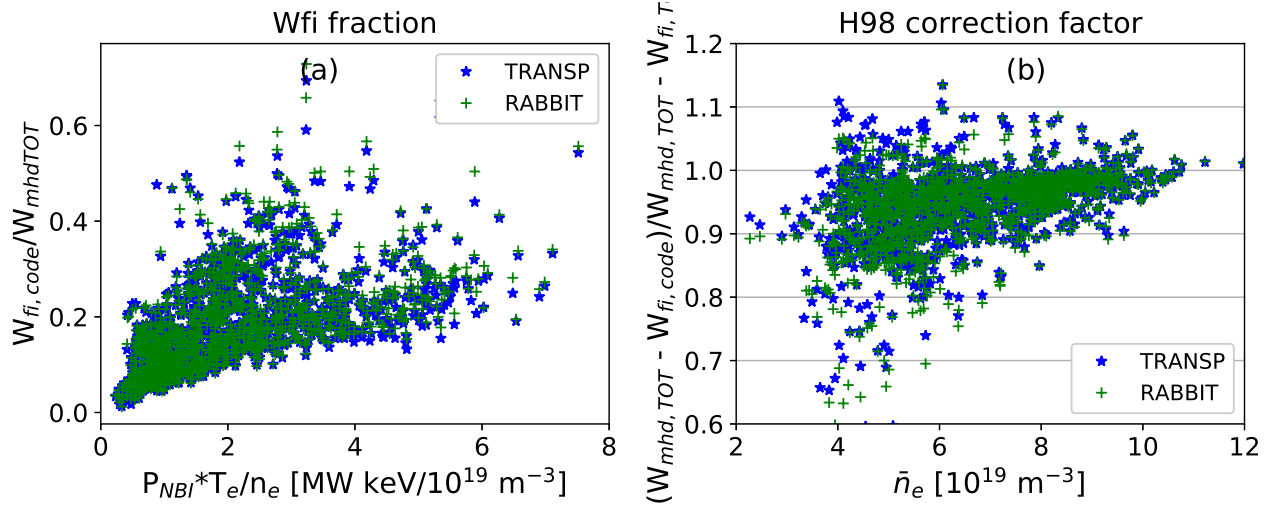 Wfi fraction
(a)
TRANSP
RABBIT
W_{fi, code}/W_{mhdTOT}
0.6
0.4
0.2
0.0
0 2 4 6 8
P_{NBI}*T_e/n_e [MW keV/10^{19} m^{-3}]
H98 correction factor
(b)
(W_{mhd, TOT} - W_{fi, code})/W_{mhd, TOT} - W_{fi, T
1.2
1.1
1.0
0.9
0.8
0.7
0.6
TRANSP
RABBIT
2 4 6 8 10 12
n̄_e [10^{19} m^{-3}]